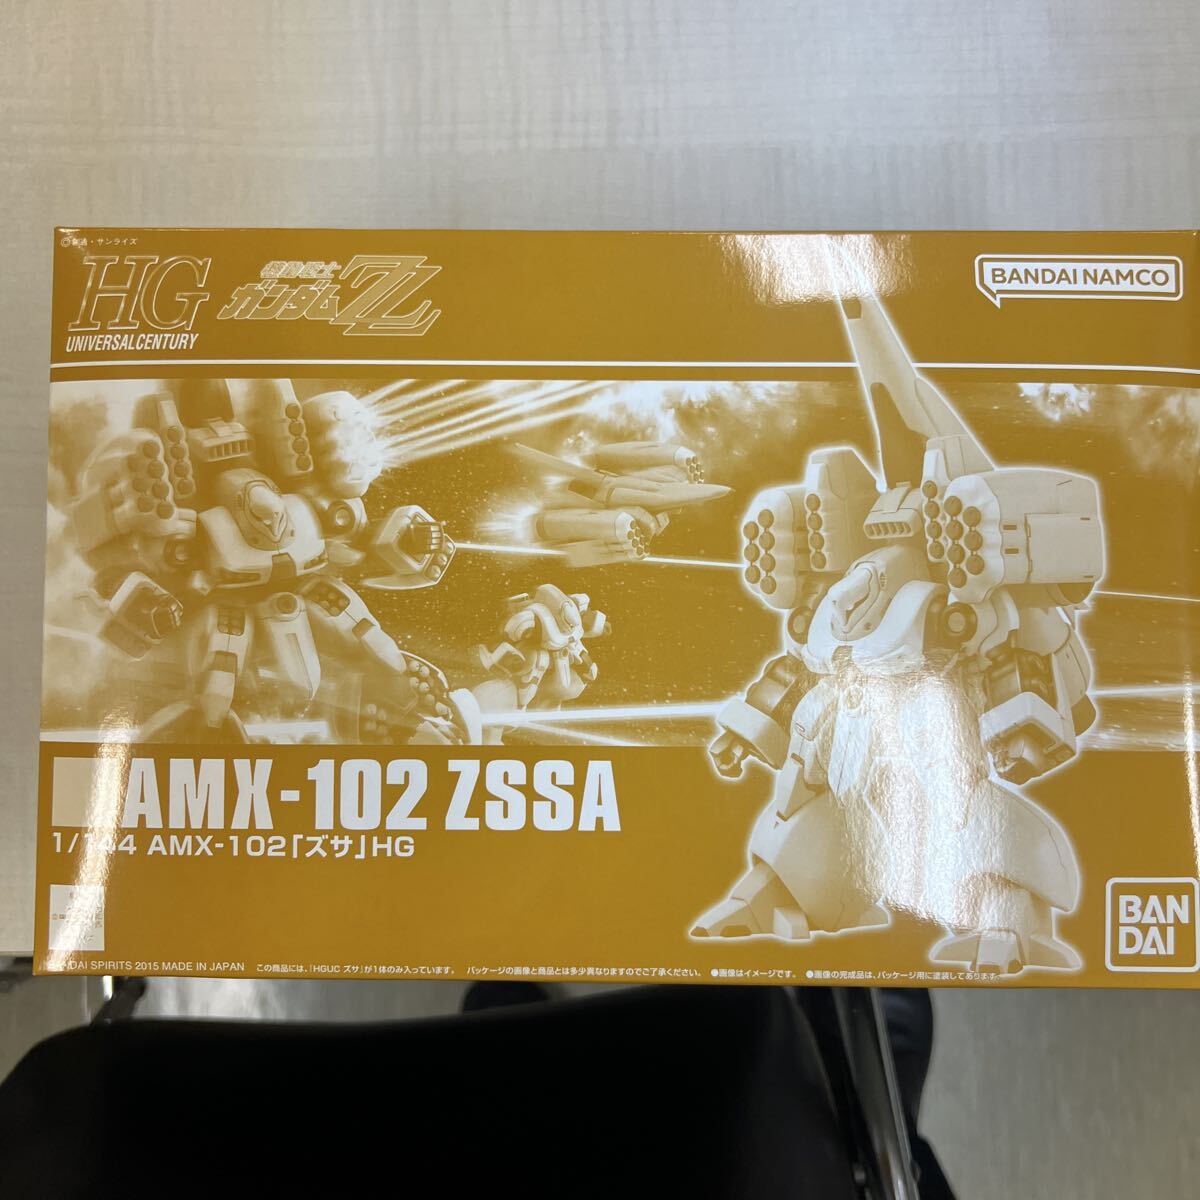 ©創通・サンライズ
HG
UNIVERSAL CENTURY
機動戦士
ガンダムZZ
BANDAI NAMCO
AMX-102 ZSSA
1/144 AMX-102「ズサ」HG
BAN
DAI
BANDAI SPIRITS 2015 MADE IN JAPAN この商品には、「HGUC ズサ」が1体のみ入っています。 パッケージの画像と商品とは多少異なりますのでご了承ください。 ●画像はイメージです。 ●画像の完成品は、パッケージ用に塗装してあります。